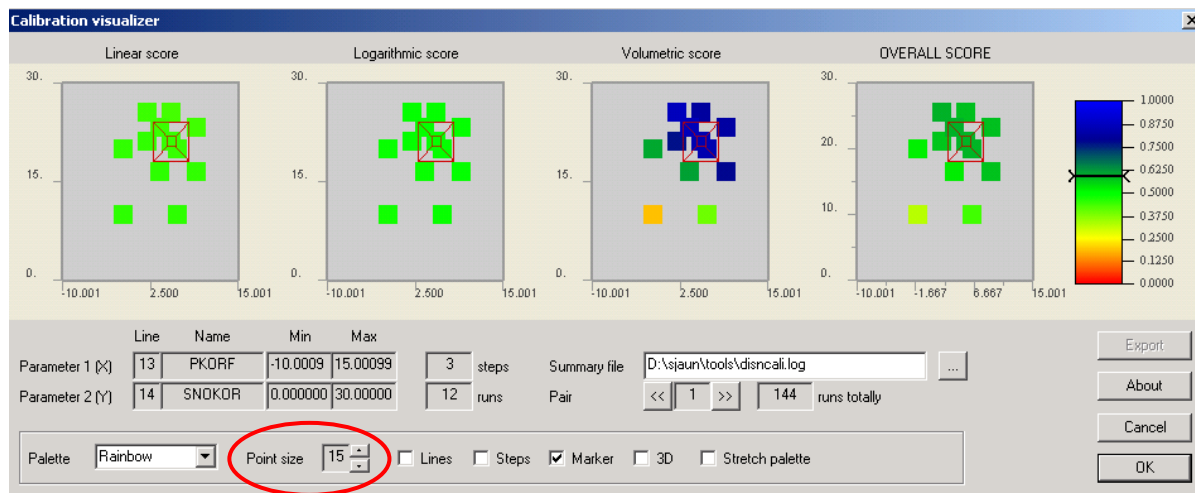 Calibration visualizer
Linear score
Logarithmic score
Volumetric score
OVERALL SCORE
30.
15.
0.
-10.001 2.500 15.001
30.
15.
0.
-10.001 2.500 15.001
30.
15.
0.
-10.001 2.500 15.001
30.
20.
10.
0.
-10.001 -1.667 6.667 15.001
1.0000
0.8750
0.7500
0.6250
0.5000
0.3750
0.2500
0.1250
0.0000
Line Name Min Max
Parameter 1 (X) 13 PKORF -10.0009 15.00099 3 steps Summary file D:\sjaun\tools\disncali.log ...
Parameter 2 (Y) 14 SNOKOR 0.000000 30.00000 12 runs Pair << 1 >> 144 runs totally
Export
About
Cancel
OK
Palette Rainbow Point size 15 Lines Steps Marker 3D Stretch palette